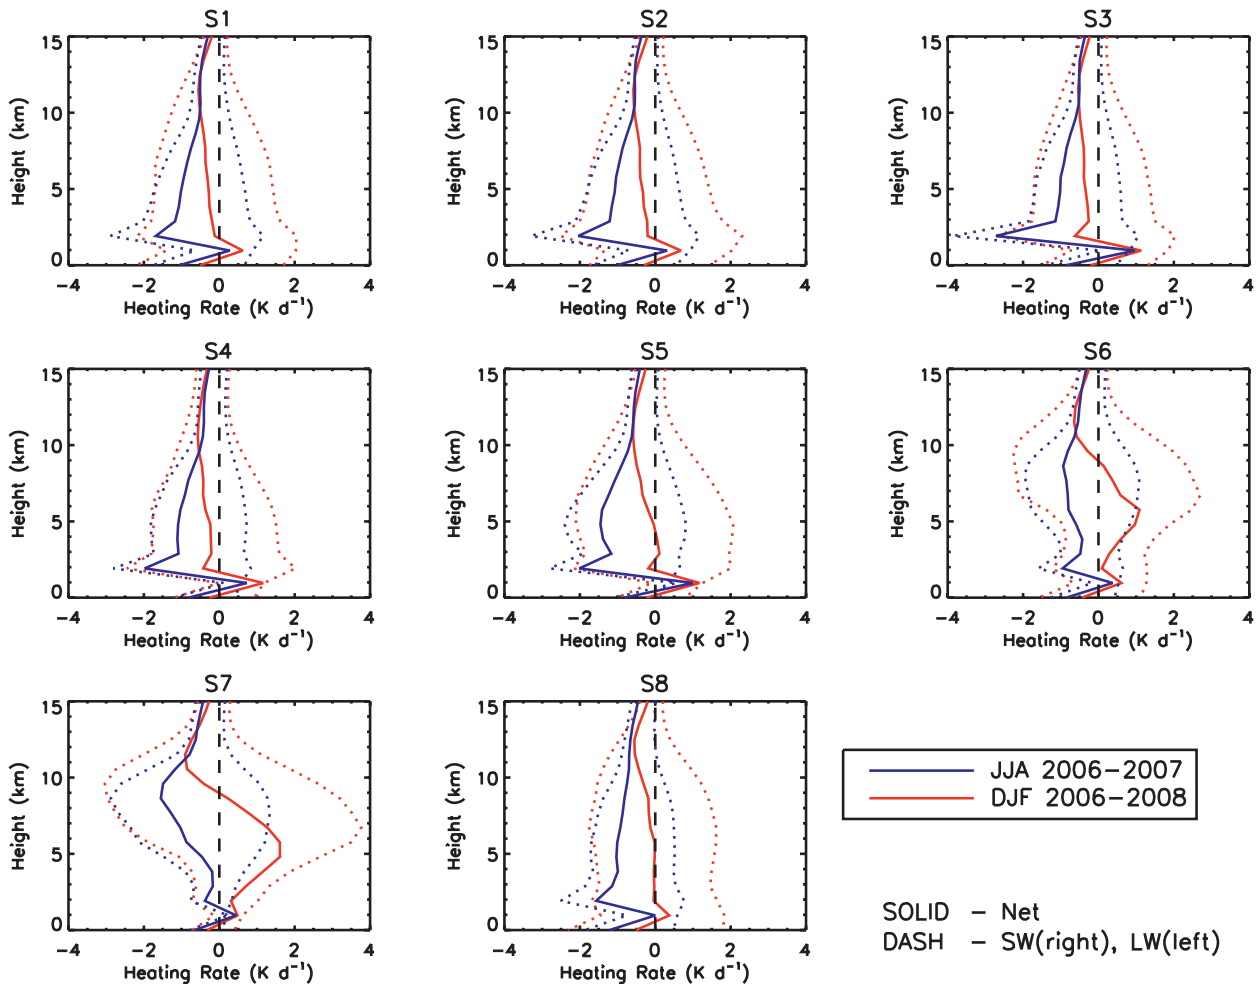 S1
S2
S3
15
10
5
0
Height (km)
−4 −2 0 2 4
Heating Rate (K d⁻¹)
15
10
5
0
Height (km)
−4 −2 0 2 4
Heating Rate (K d⁻¹)
15
10
5
0
Height (km)
−4 −2 0 2 4
Heating Rate (K d⁻¹)
S4
S5
S6
15
10
5
0
Height (km)
−4 −2 0 2 4
Heating Rate (K d⁻¹)
15
10
5
0
Height (km)
−4 −2 0 2 4
Heating Rate (K d⁻¹)
15
10
5
0
Height (km)
−4 −2 0 2 4
Heating Rate (K d⁻¹)
S7
S8
15
10
5
0
Height (km)
−4 −2 0 2 4
Heating Rate (K d⁻¹)
15
10
5
0
Height (km)
−4 −2 0 2 4
Heating Rate (K d⁻¹)
JJA 2006−2007
DJF 2006−2008
SOLID − Net
DASH − SW(right), LW(left)